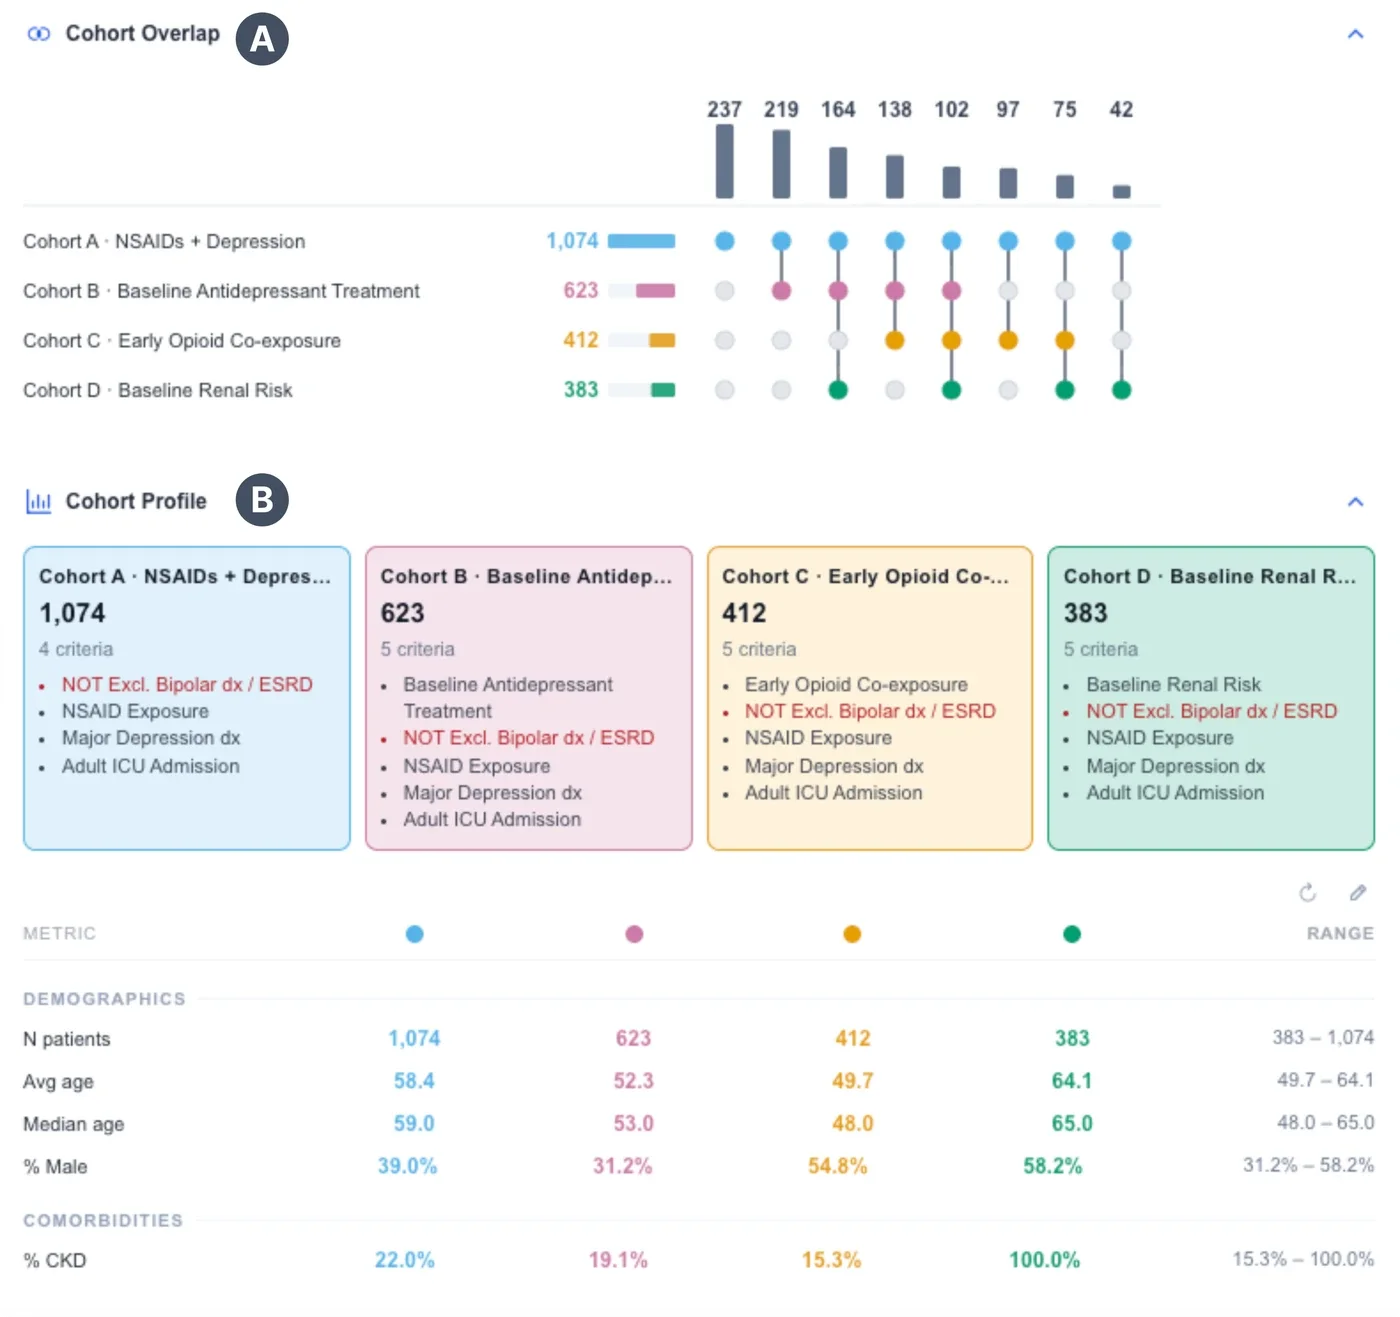 Cohort Overlap A
237 219 164 138 102 97 75 42
Cohort A · NSAIDs + Depression 1,074
Cohort B · Baseline Antidepressant Treatment 623
Cohort C · Early Opioid Co-exposure 412
Cohort D · Baseline Renal Risk 383
Cohort Profile B
Cohort A · NSAIDs + Depres...
1,074
4 criteria
• NOT Excl. Bipolar dx / ESRD
• NSAID Exposure
• Major Depression dx
• Adult ICU Admission
Cohort B · Baseline Antidep...
623
5 criteria
• Baseline Antidepressant
Treatment
• NOT Excl. Bipolar dx / ESRD
• NSAID Exposure
• Major Depression dx
• Adult ICU Admission
Cohort C · Early Opioid Co-...
412
5 criteria
• Early Opioid Co-exposure
• NOT Excl. Bipolar dx / ESRD
• NSAID Exposure
• Major Depression dx
• Adult ICU Admission
Cohort D · Baseline Renal R...
383
5 criteria
• Baseline Renal Risk
• NOT Excl. Bipolar dx / ESRD
• NSAID Exposure
• Major Depression dx
• Adult ICU Admission
METRIC RANGE
DEMOGRAPHICS
N patients 1,074 623 412 383 383 – 1,074
Avg age 58.4 52.3 49.7 64.1 49.7 – 64.1
Median age 59.0 53.0 48.0 65.0 48.0 – 65.0
% Male 39.0% 31.2% 54.8% 58.2% 31.2% – 58.2%
COMORBIDITIES
% CKD 22.0% 19.1% 15.3% 100.0% 15.3% – 100.0%